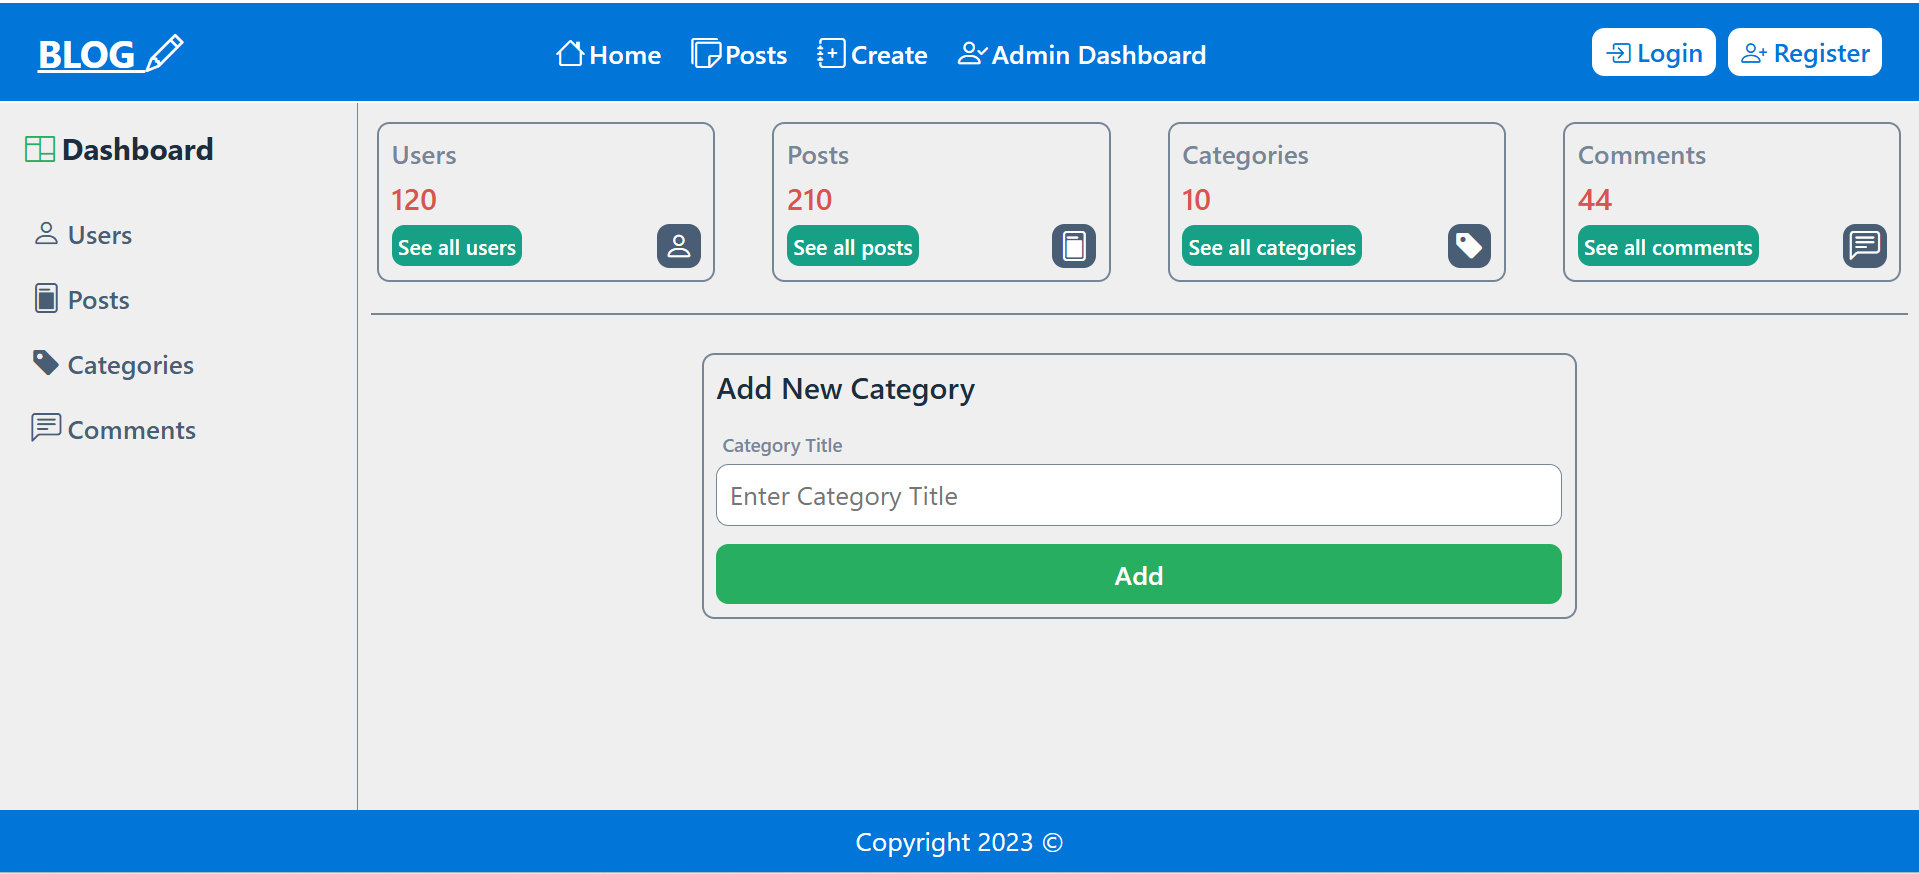 BLOG
Home Posts Create Admin Dashboard
Login Register
Dashboard
Users
Posts
Categories
Comments
Users
120
See all users
Posts
210
See all posts
Categories
10
See all categories
Comments
44
See all comments
Add New Category
Category Title
Enter Category Title
Add
Copyright 2023 ©